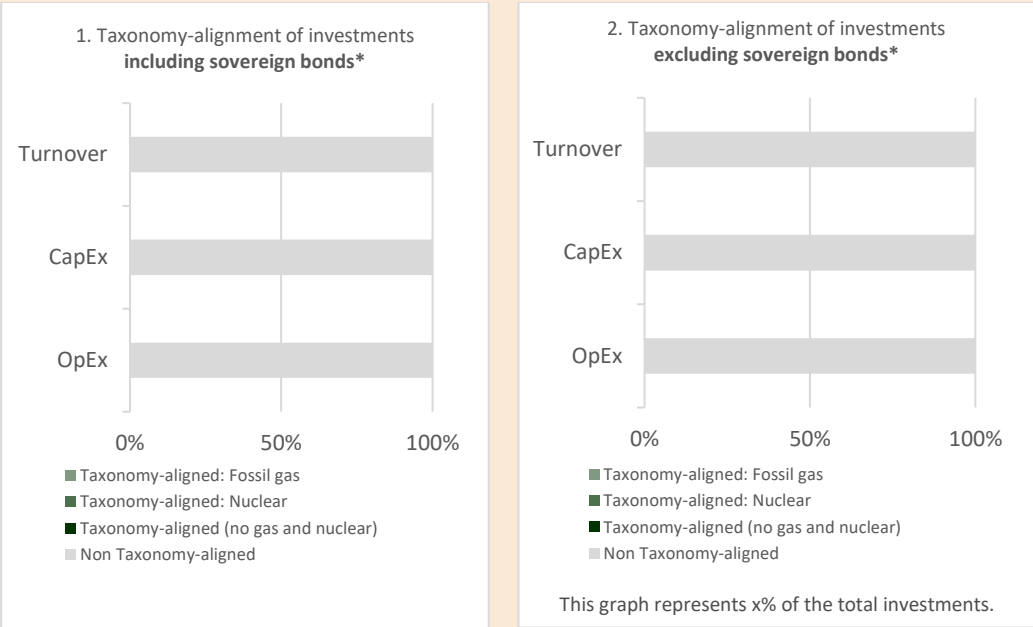 1. Taxonomy-alignment of investments
including sovereign bonds*
Turnover
CapEx
OpEx
0% 50% 100%
Taxonomy-aligned: Fossil gas
Taxonomy-aligned: Nuclear
Taxonomy-aligned (no gas and nuclear)
Non Taxonomy-aligned
2. Taxonomy-alignment of investments
excluding sovereign bonds*
Turnover
CapEx
OpEx
0% 50% 100%
Taxonomy-aligned: Fossil gas
Taxonomy-aligned: Nuclear
Taxonomy-aligned (no gas and nuclear)
Non Taxonomy-aligned
This graph represents x% of the total investments.